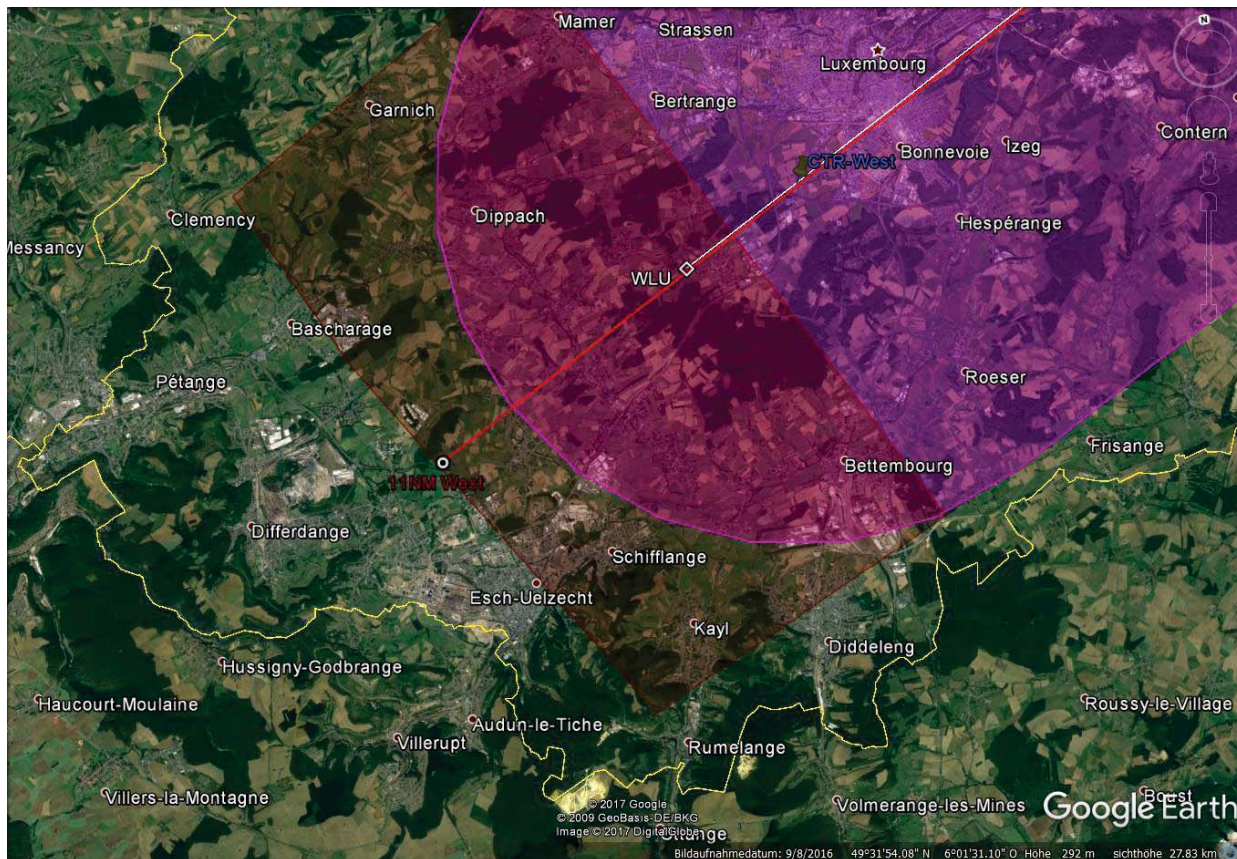 N
Mamer
Strassen
Luxembourg
Garnich
Bertrange
Contern
Izeg
Bonnevoie
CTR-West
Dippach
Clemency
Hespérange
Messancy
WLU
Bascharage
Pétange
Roeser
Frisange
Bettembourg
11NM West
Differdange
Schifflange
Esch-Uelzecht
Kayl
Diddeleng
Hussigny-Godbrange
Haucourt-Moulaine
Roussy-le-Village
Audun-le-Tiche
Villerupt
Rumelange
Villers-la-Montagne
Volmerange-les-Mines
Boust
Google Earth
© 2017 Google
© 2009 GeoBasis-DE/BKG
Image © 2017 DigitalGlobe
Bildaufnahmedatum: 9/8/2016 49°31'54.08" N 6°01'31.10" O Höhe 292 m sichthöhe 27.83 km